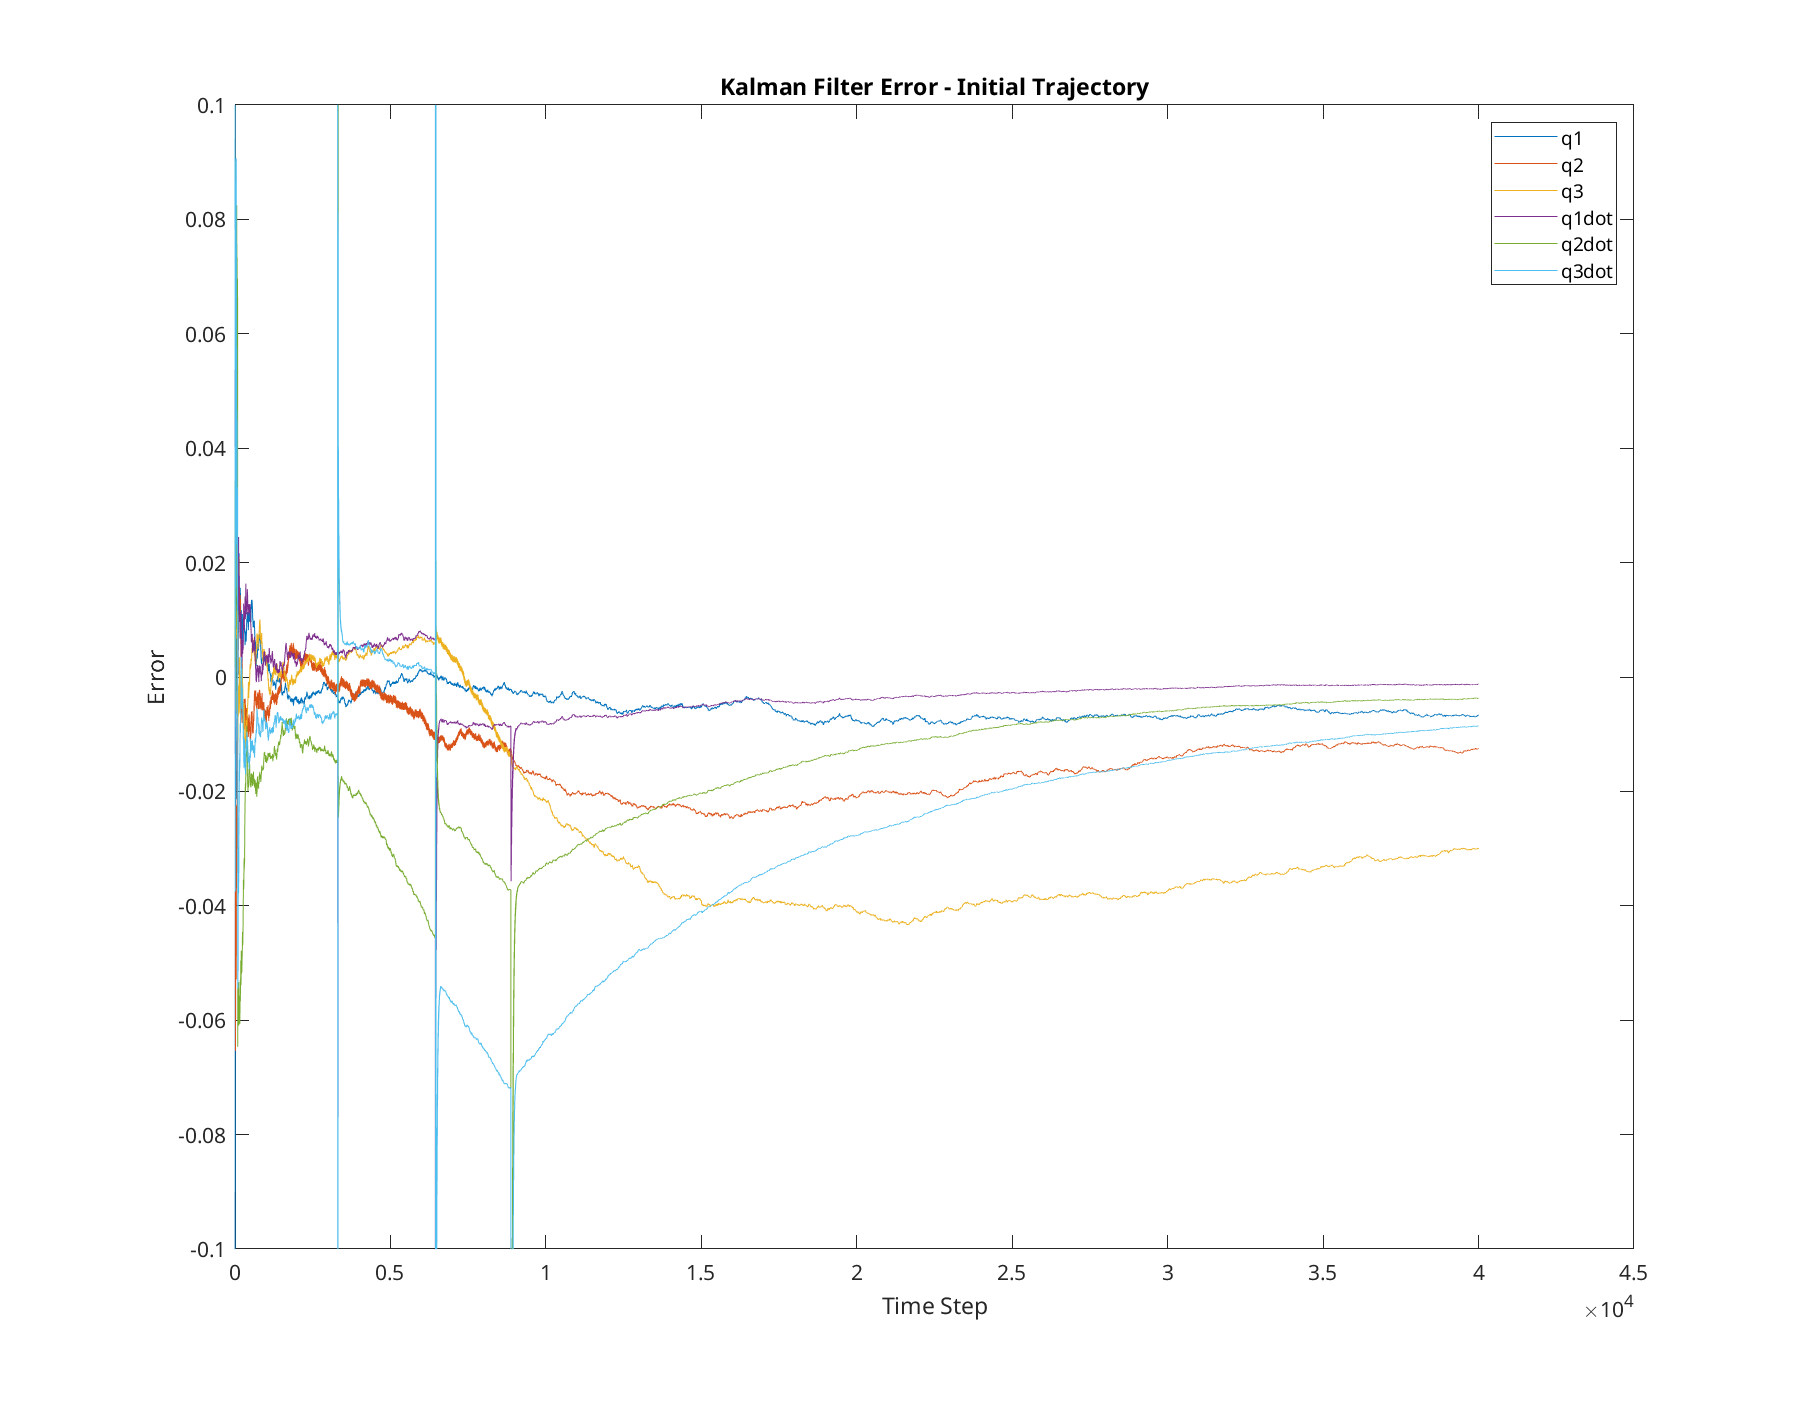 Kalman Filter Error - Initial Trajectory
0.1
0.08
0.06
0.04
0.02
0
-0.02
-0.04
-0.06
-0.08
-0.1
Error
q1
q2
q3
q1dot
q2dot
q3dot
0 0.5 1 1.5 2 2.5 3 3.5 4 4.5
Time Step
×10⁴